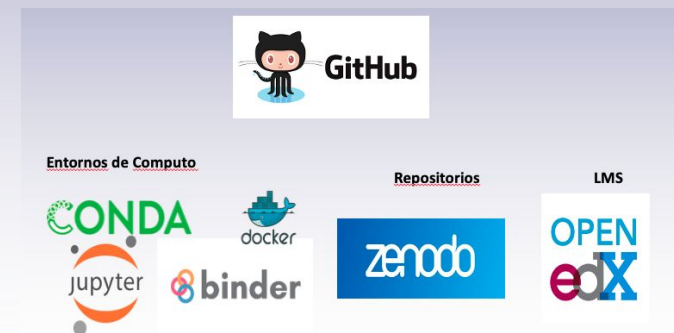 GitHub
Entornos de Computo
Repositorios
LMS
CONDA
docker
jupyter
binder
zenodo
OPEN
edX